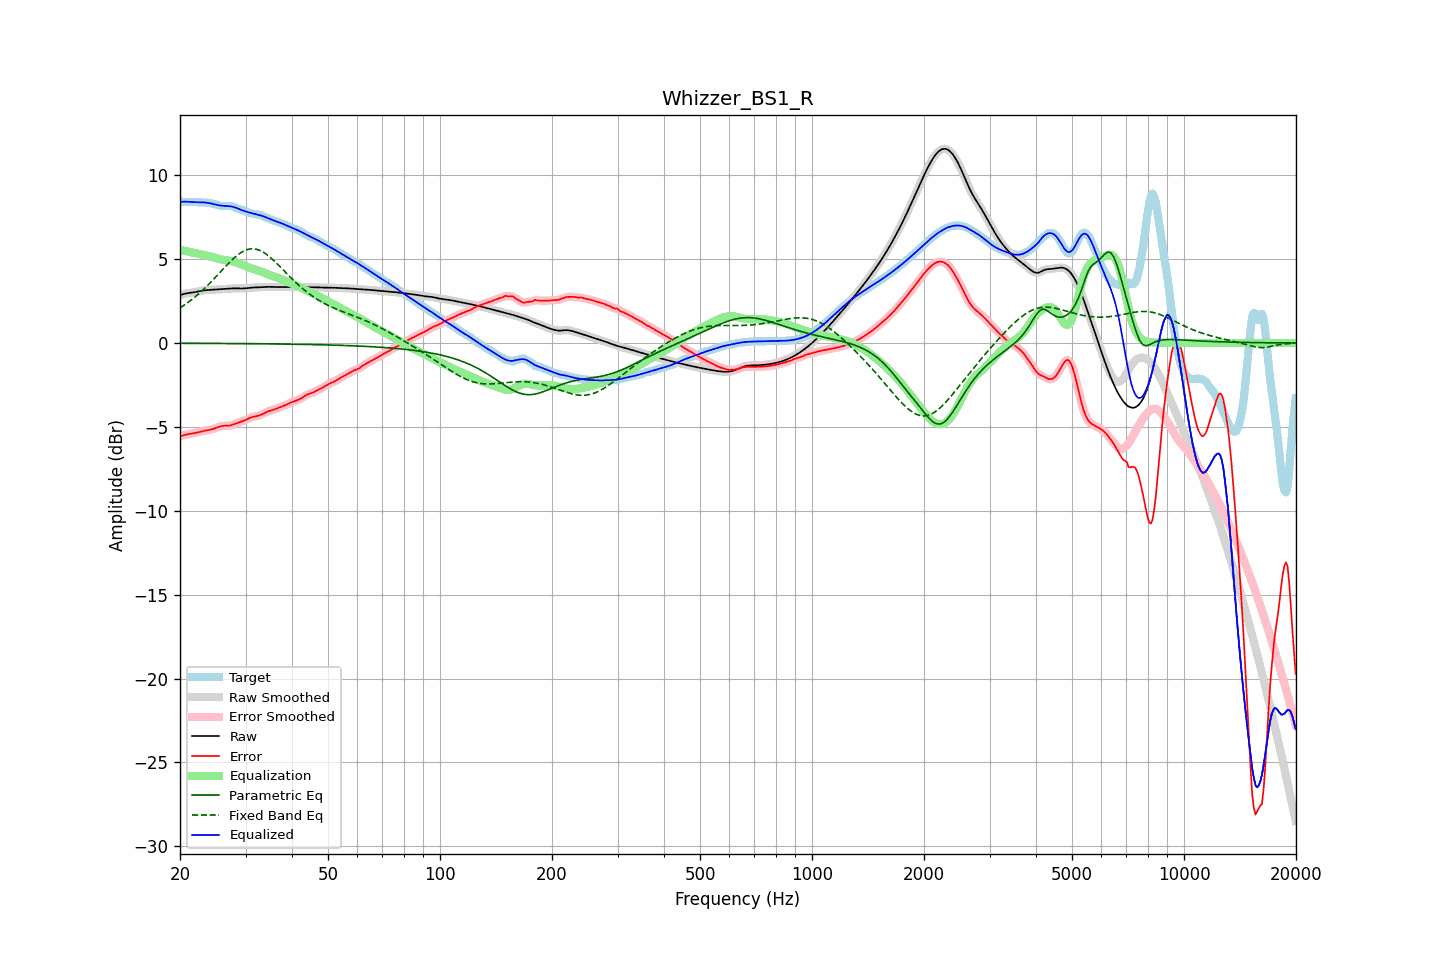 Whizzer_BS1_R
Amplitude (dBr)
10
5
0
−5
−10
−15
−20
−25
−30
Target
Raw Smoothed
Error Smoothed
Raw
Error
Equalization
Parametric Eq
Fixed Band Eq
Equalized
20 50 100 200 500 1000 2000 5000 10000 20000
Frequency (Hz)